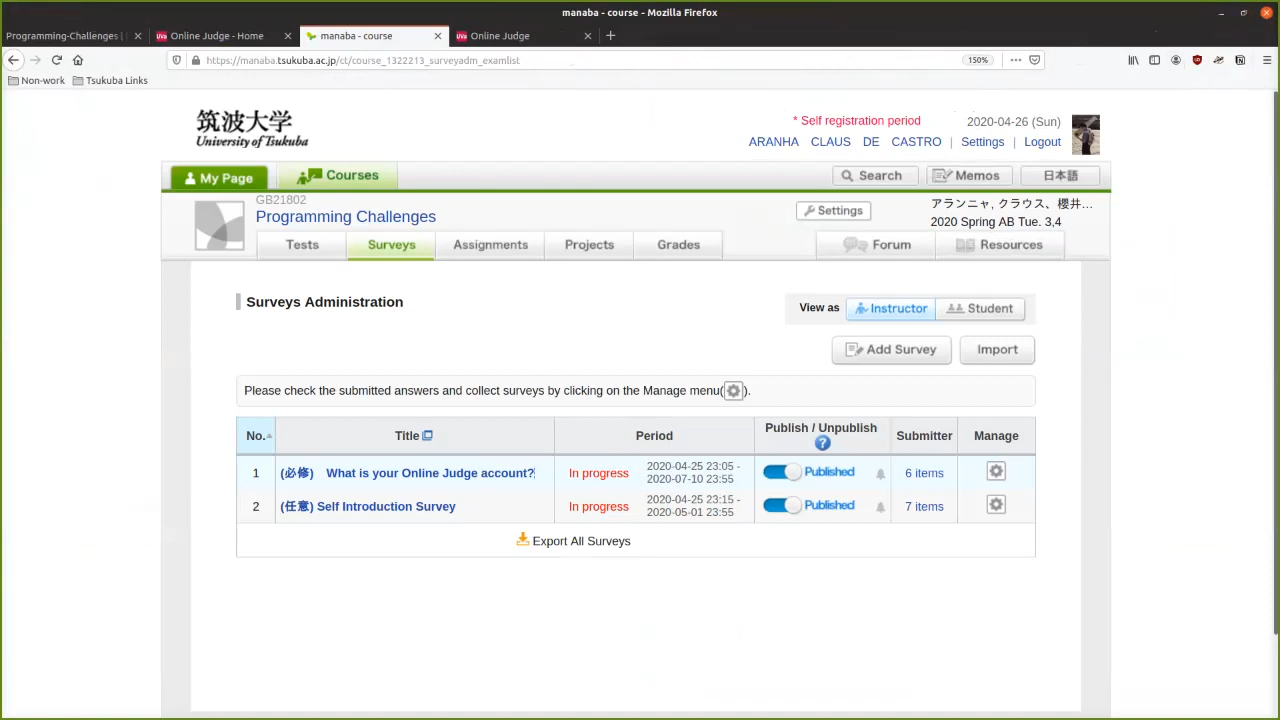 manaba - course - Mozilla Firefox
Programming-Challenges | UVa Online Judge - Home manaba - course UVa Online Judge
https://manaba.tsukuba.ac.jp/ct/course_1322213_surveyadm_examlist 150%
Non-work Tsukuba Links
筑波大学
University of Tsukuba
* Self registration period 2020-04-26 (Sun)
ARANHA CLAUS DE CASTRO | Settings | Logout
My Page Courses Search Memos 日本語
GB21802
Programming Challenges
Settings
アランニャ, クラウス、櫻井...
2020 Spring AB Tue. 3,4
Tests Surveys Assignments Projects Grades Forum Resources
Surveys Administration
View as Instructor Student
Add Survey Import
Please check the submitted answers and collect surveys by clicking on the Manage menu( ).
No. Title Period Publish / Unpublish ? Submitter Manage
1 (必修) What is your Online Judge account? In progress 2020-04-25 23:05 - 2020-07-10 23:55 Published 6 items
2 (任意) Self Introduction Survey In progress 2020-04-25 23:15 - 2020-05-01 23:55 Published 7 items
Export All Surveys